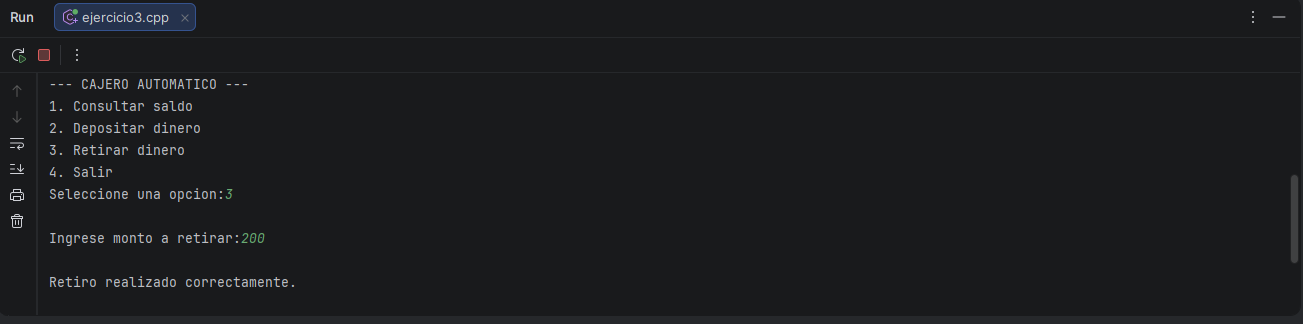 Run
ejercicio3.cpp
--- CAJERO AUTOMATICO ---
1. Consultar saldo
2. Depositar dinero
3. Retirar dinero
4. Salir
Seleccione una opcion:3
Ingrese monto a retirar:200
Retiro realizado correctamente.